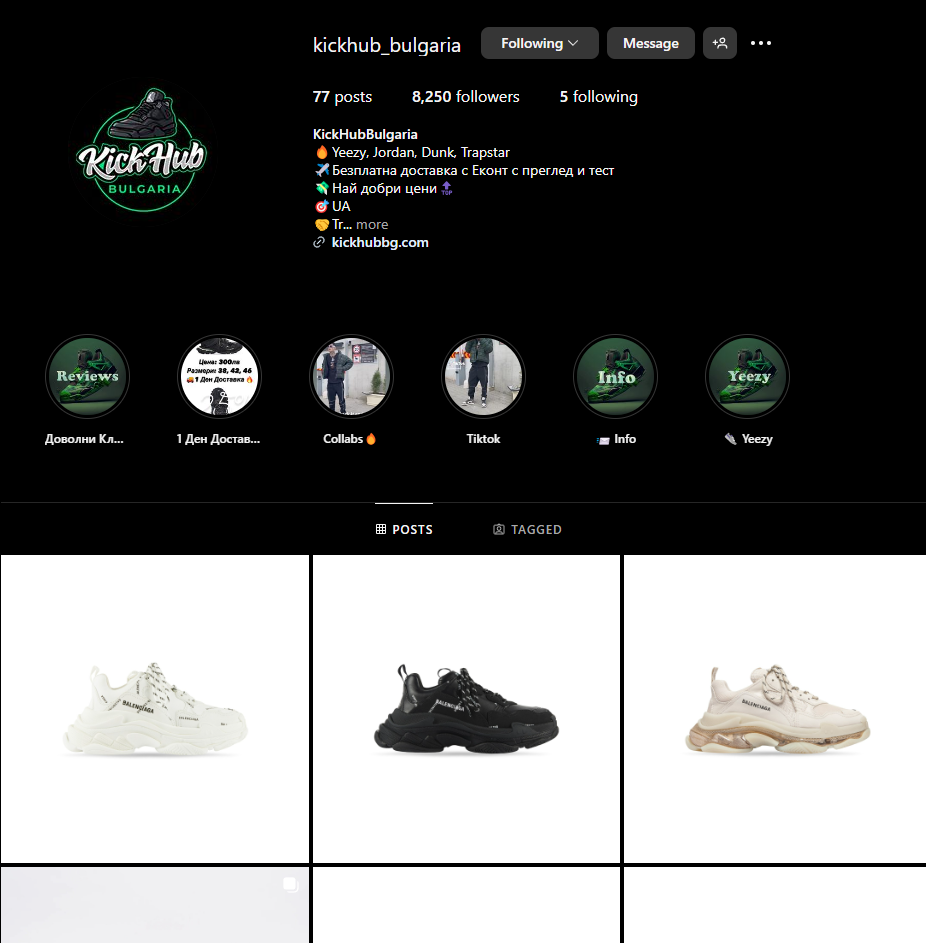 kickhub_bulgaria
Following
Message
77 posts
8,250 followers
5 following
KickHub
BULGARIA
KickHubBulgaria
Yeezy, Jordan, Dunk, Trapstar
Безплатна доставка с Еконт с преглед и тест
Най добри цени TOP
UA
Tr... more
kickhubbg.com
Reviews
Цена: 300лв
Размери: 38, 43, 46
1 Ден Доставка
Info
Yeezy
Доволни Кл...
1 Ден Достав...
Collabs
Tiktok
Info
Yeezy
POSTS
TAGGED
BALENCIAGA
BALENCIAGA
BALENCIAGA
BALENCIAGA